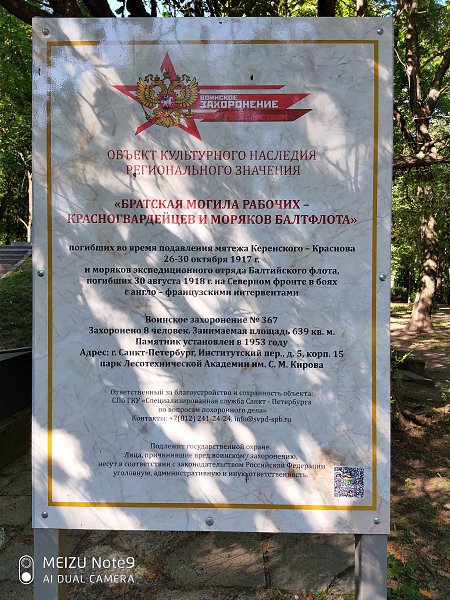 ВОИНСКОЕ
ЗАХОРОНЕНИЕ
ОБЪЕКТ КУЛЬТУРНОГО НАСЛЕДИЯ
РЕГИОНАЛЬНОГО ЗНАЧЕНИЯ
«БРАТСКАЯ МОГИЛА РАБОЧИХ –
КРАСНОГВАРДЕЙЦЕВ И МОРЯКОВ БАЛТФЛОТА»
погибших во время подавления мятежа Керенского – Краснова
26-30 октября 1917 г.
и моряков экспедиционного отряда Балтийского флота,
погибших 30 августа 1918 г. на Северном фронте в боях
с англо – французскими интервентами
Воинское захоронение № 367
Захоронено 8 человек. Занимаемая площадь 639 кв. м.
Памятник установлен в 1953 году
Адрес: г. Санкт-Петербург, Институтский пер., д. 5, корп. 15
парк Лесотехнической Академии им. С. М. Кирова
Ответственный за благоустройство и сохранность объекта:
СПб ГКУ «Специализированная служба Санкт - Петербурга
по вопросам похоронного дела»
Контакты: +7(812) 241-24-24, info@svpd-spb.ru
Подлежит государственной охране.
Лица, причинившие вред воинскому захоронению,
несут в соответствии с законодательством Российской Федерации
уголовную, административную и иную ответственность.
MEIZU Note9
AI DUAL CAMERA